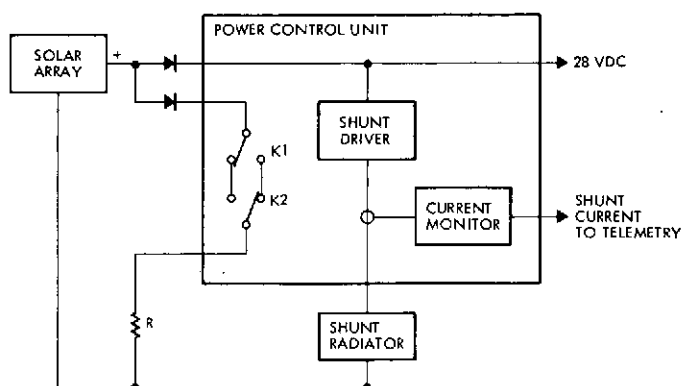 POWER CONTROL UNIT
SOLAR
ARRAY
+
28 VDC
SHUNT
DRIVER
K1
K2
CURRENT
MONITOR
SHUNT
CURRENT
TO TELEMETRY
R
SHUNT
RADIATOR